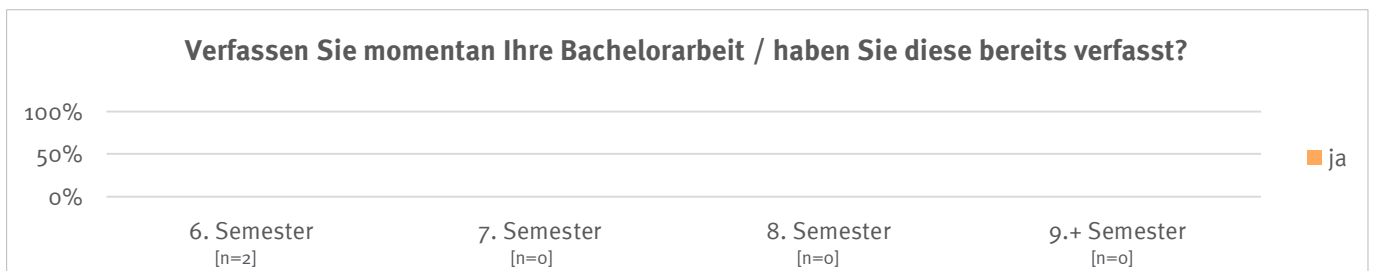 Verfassen Sie momentan Ihre Bachelorarbeit / haben Sie diese bereits verfasst?
100%
50%
0%
ja
6. Semester 7. Semester 8. Semester 9.+ Semester
[n=2] [n=0] [n=0] [n=0]